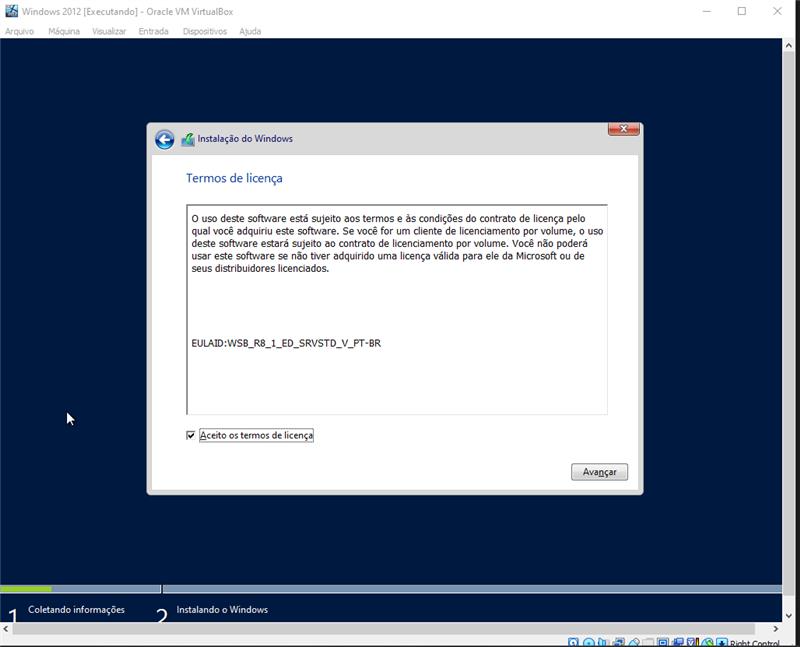 Windows 2012 [Executando] - Oracle VM VirtualBox
Arquivo Máquina Visualizar Entrada Dispositivos Ajuda
Instalação do Windows
Termos de licença
O uso deste software está sujeito aos termos e às condições do contrato de licença pelo
qual você adquiriu este software. Se você for um cliente de licenciamento por volume, o uso
deste software estará sujeito ao contrato de licenciamento por volume. Você não poderá
usar este software se não tiver adquirido uma licença válida para ele da Microsoft ou de
seus distribuidores licenciados.
EULAID:WSB_R8_1_ED_SRVSTD_V_PT-BR
Aceito os termos de licença
Avançar
1 Coletando informações 2 Instalando o Windows
Right Control